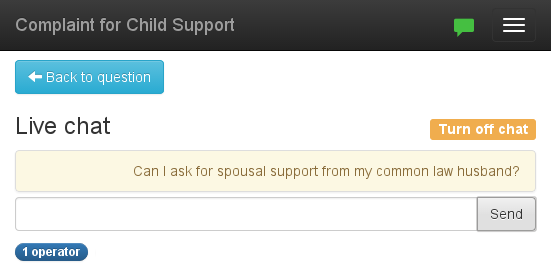 Complaint for Child Support
Back to question
Live chat
Turn off chat
Can I ask for spousal support from my common law husband?
Send
1 operator